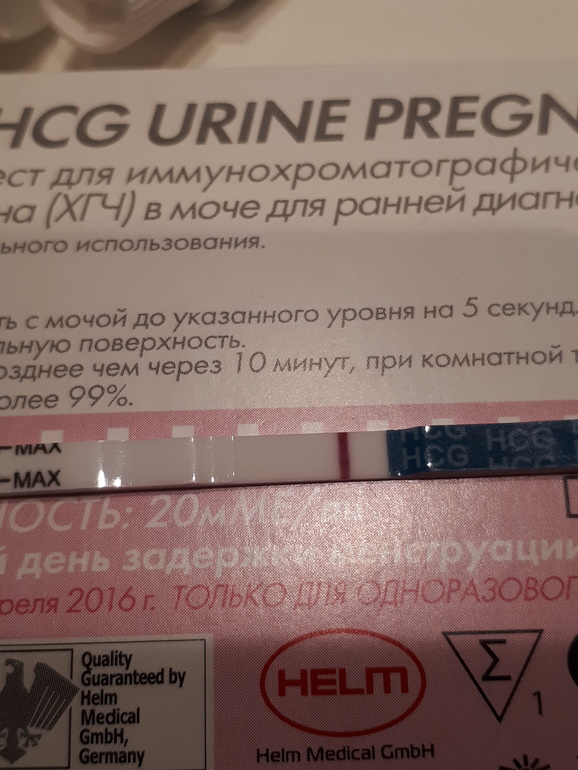 HCG URINE PREGN
ест для иммунохроматографиче
на (ХГЧ) в моче для ранней диагн
ьного использования.
ть с мочой до указанного уровня на 5 секунд.
льную поверхность.
озднее чем через 10 минут, при комнатной т
олее 99%.
MAX
MAX
HCG HCG
HCG HCG
НОСТЬ: 20мМЕ/мл
й день задержки менструации
реля 2016 г. ТОЛЬКО ДЛЯ ОДНОРАЗОВОГ
Quality
Guaranteed by
Helm
Medical
GmbH,
Germany
HELM
Helm Medical GmbH
Σ
1